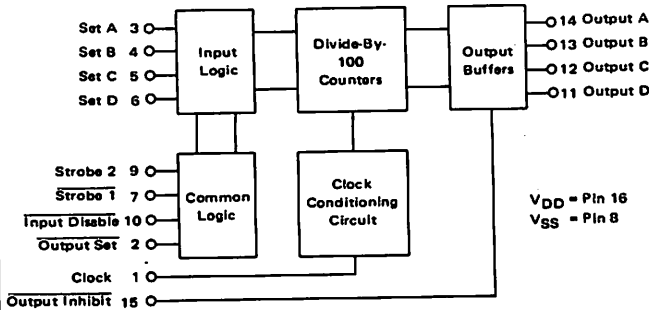 Set A 3
Set B 4
Set C 5
Set D 6
Input
Logic
Divide-By-
100
Counters
Output
Buffers
14 Output A
13 Output B
12 Output C
11 Output D
Strobe 2 9
Strobe 1 7
Input Disable 10
Output Set 2
Common
Logic
Clock
Conditioning
Circuit
VDD = Pin 16
VSS = Pin 8
Clock 1
Output Inhibit 15